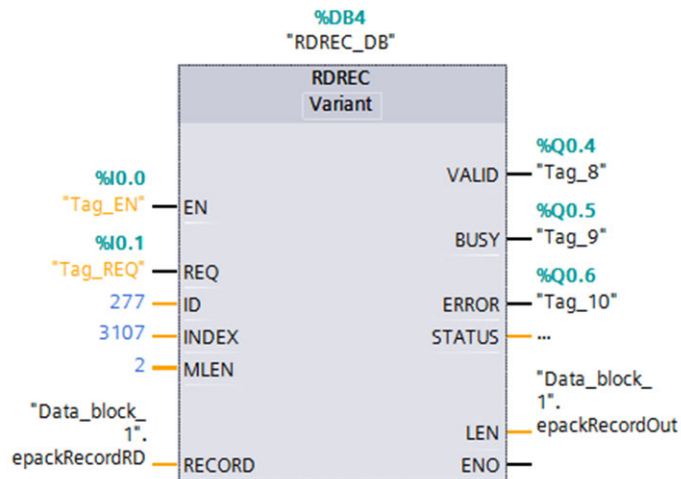 %DB4
"RDREC_DB"
RDREC
Variant
%Q0.4
VALID "Tag_8"
%I0.0
"Tag_EN" EN
%Q0.5
BUSY "Tag_9"
%I0.1
"Tag_REQ" REQ
%Q0.6
277 ID ERROR "Tag_10"
3107 INDEX STATUS ...
2 MLEN
"Data_block_
1".
epackRecordRD RECORD
"Data_block_
1".
LEN epackRecordOut
ENO